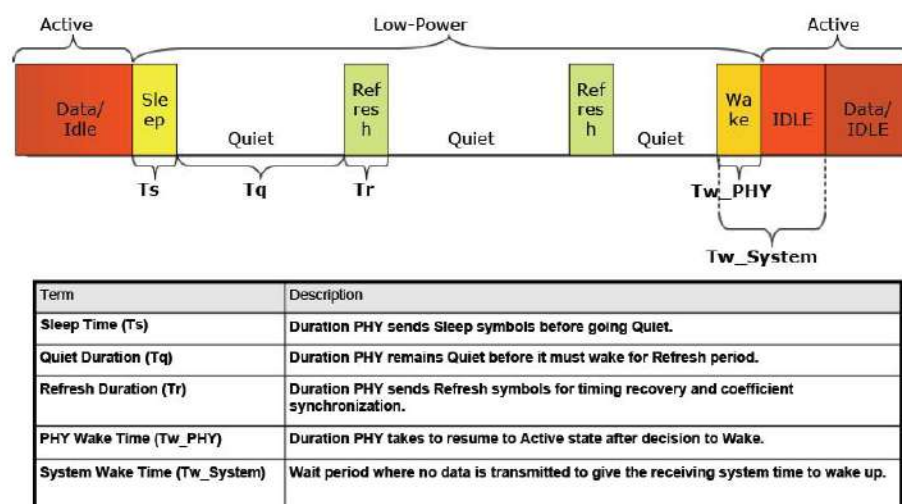 Active
Low-Power
Active
Data/
Idle
Sle
ep
Quiet
Ref
res
h
Quiet
Ref
res
h
Quiet
Wa
ke
IDLE
Data/
IDLE
Ts
Tq
Tr
Tw_PHY
Tw_System
Term Description
Sleep Time (Ts) Duration PHY sends Sleep symbols before going Quiet.
Quiet Duration (Tq) Duration PHY remains Quiet before it must wake for Refresh period.
Refresh Duration (Tr) Duration PHY sends Refresh symbols for timing recovery and coefficient
synchronization.
PHY Wake Time (Tw_PHY) Duration PHY takes to resume to Active state after decision to Wake.
System Wake Time (Tw_System) Wait period where no data is transmitted to give the receiving system time to wake up.